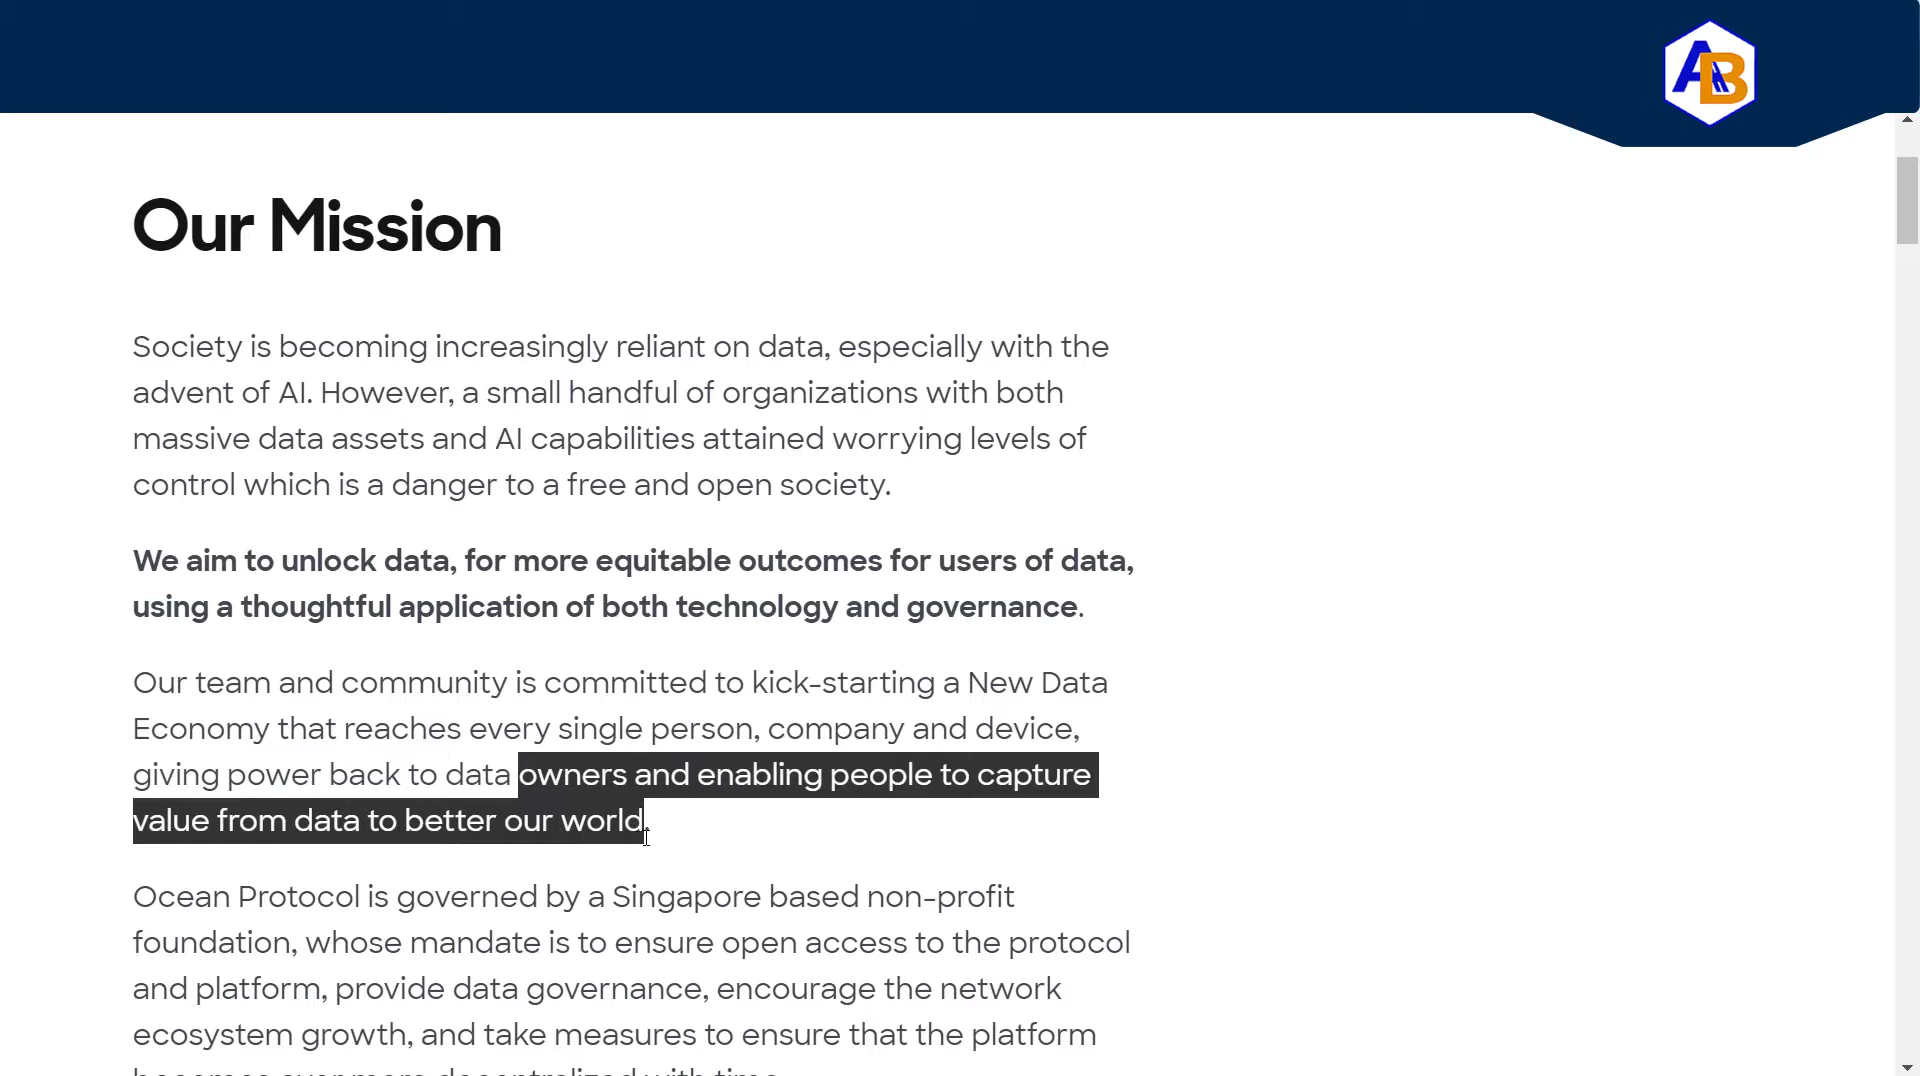 AB
Our Mission
Society is becoming increasingly reliant on data, especially with the
advent of AI. However, a small handful of organizations with both
massive data assets and AI capabilities attained worrying levels of
control which is a danger to a free and open society.
We aim to unlock data, for more equitable outcomes for users of data,
using a thoughtful application of both technology and governance.
Our team and community is committed to kick-starting a New Data
Economy that reaches every single person, company and device,
giving power back to data owners and enabling people to capture
value from data to better our world.
Ocean Protocol is governed by a Singapore based non-profit
foundation, whose mandate is to ensure open access to the protocol
and platform, provide data governance, encourage the network
ecosystem growth, and take measures to ensure that the platform
becomes ever more decentralized with time.